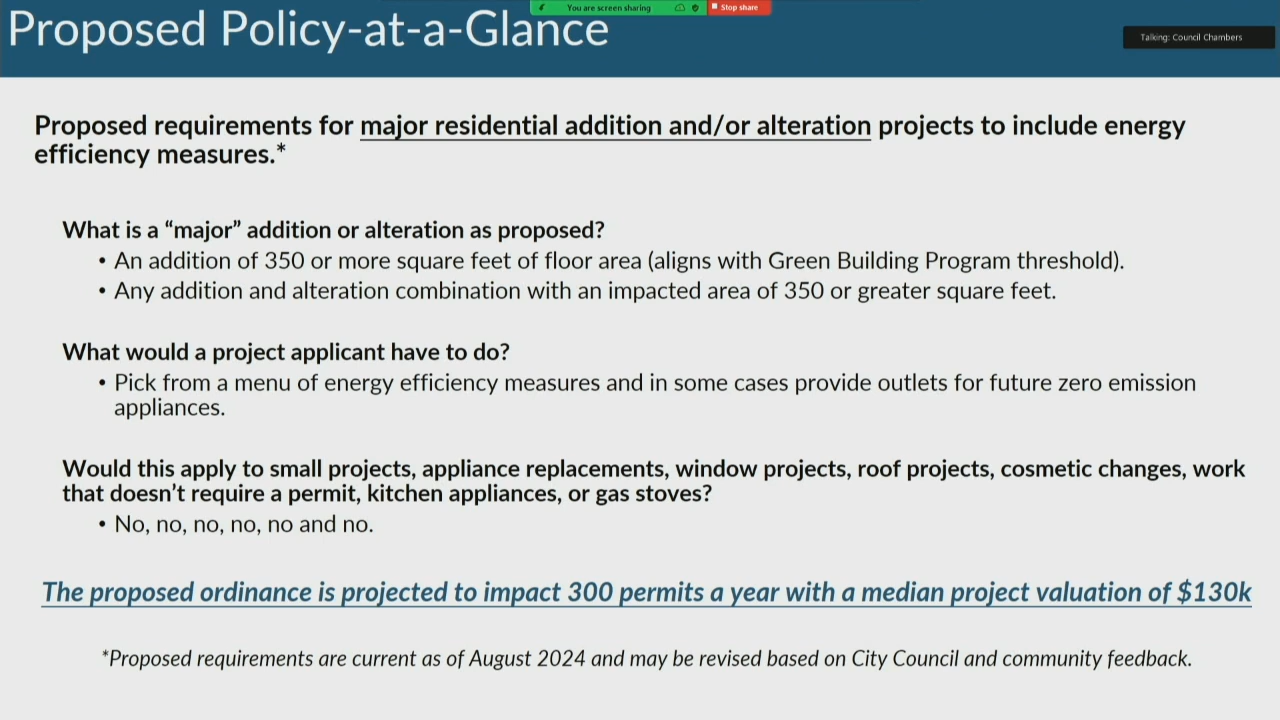 You are screen sharing
Stop share
Proposed Policy-at-a-Glance
Talking: Council Chambers
Proposed requirements for major residential addition and/or alteration projects to include energy
efficiency measures.*
What is a “major” addition or alteration as proposed?
• An addition of 350 or more square feet of floor area (aligns with Green Building Program threshold).
• Any addition and alteration combination with an impacted area of 350 or greater square feet.
What would a project applicant have to do?
• Pick from a menu of energy efficiency measures and in some cases provide outlets for future zero emission
appliances.
Would this apply to small projects, appliance replacements, window projects, roof projects, cosmetic changes, work
that doesn’t require a permit, kitchen appliances, or gas stoves?
• No, no, no, no, no and no.
The proposed ordinance is projected to impact 300 permits a year with a median project valuation of $130k
*Proposed requirements are current as of August 2024 and may be revised based on City Council and community feedback.